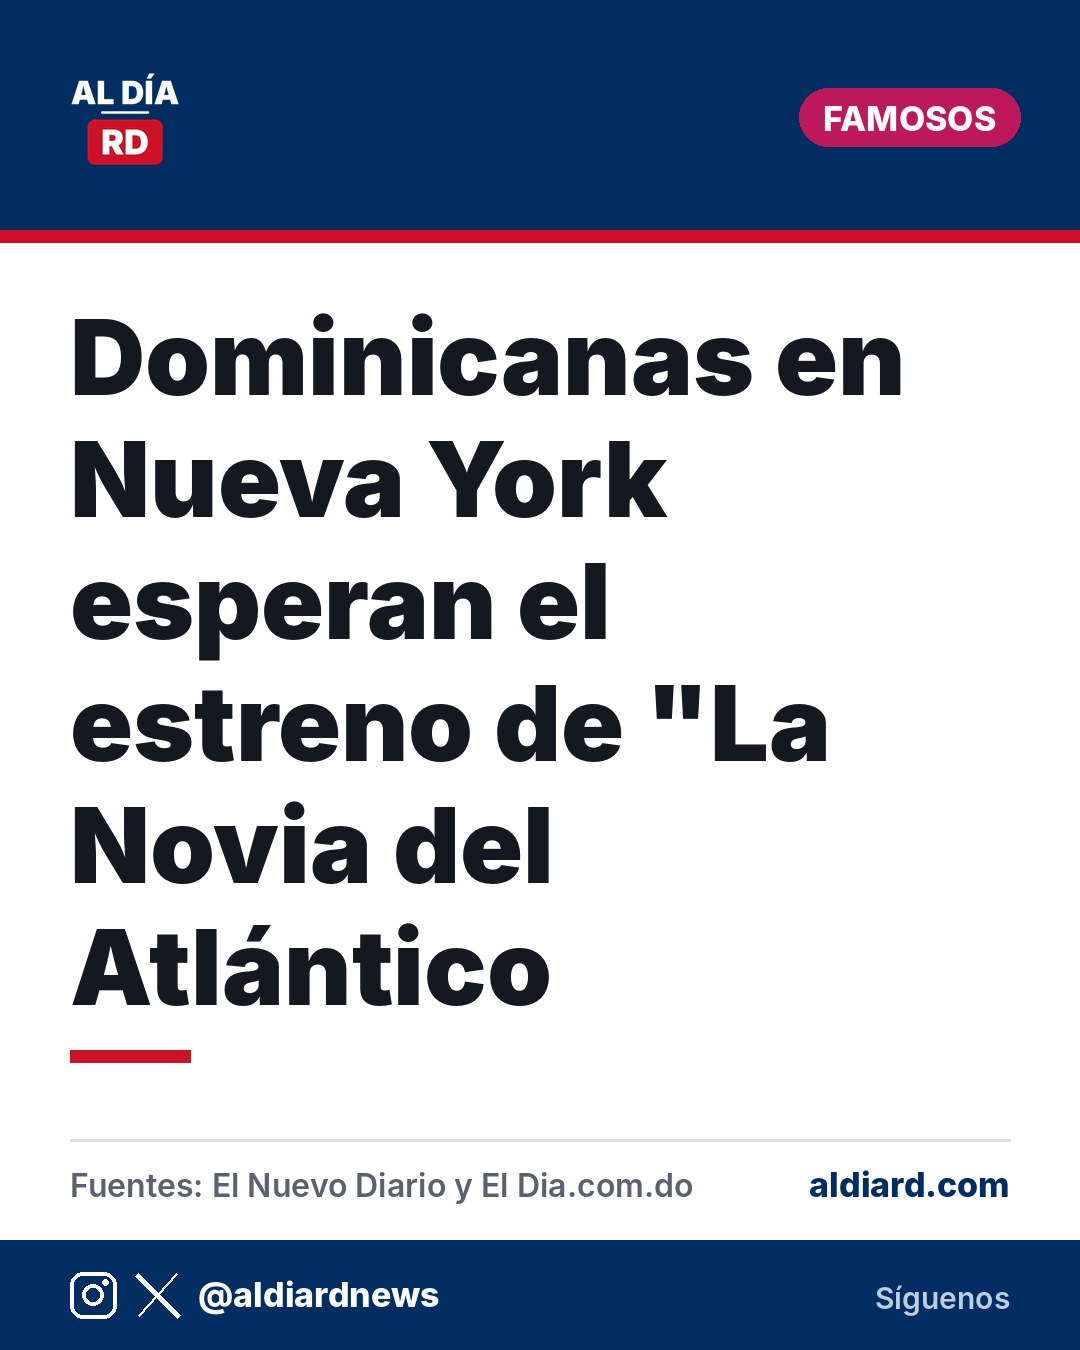 AL DÍA
RD
FAMOSOS
Dominicanas en
Nueva York
esperan el
estreno de "La
Novia del
Atlántico
Fuentes: El Nuevo Diario y El Dia.com.do
aldiard.com
@aldiardnews
Síguenos